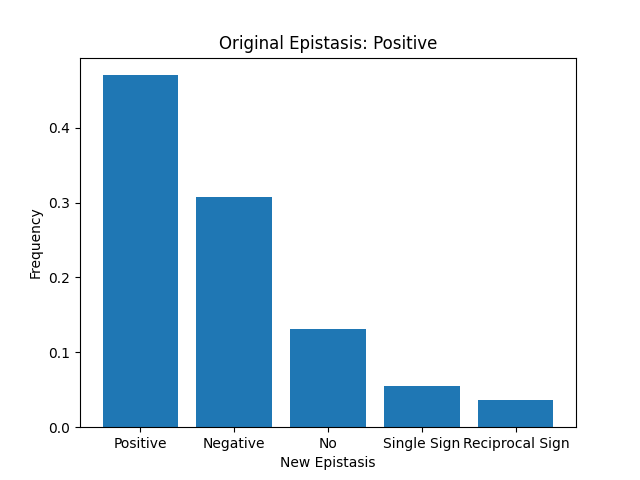 Original Epistasis: Positive
Frequency
0.4
0.3
0.2
0.1
0.0
Positive Negative No Single Sign Reciprocal Sign
New Epistasis